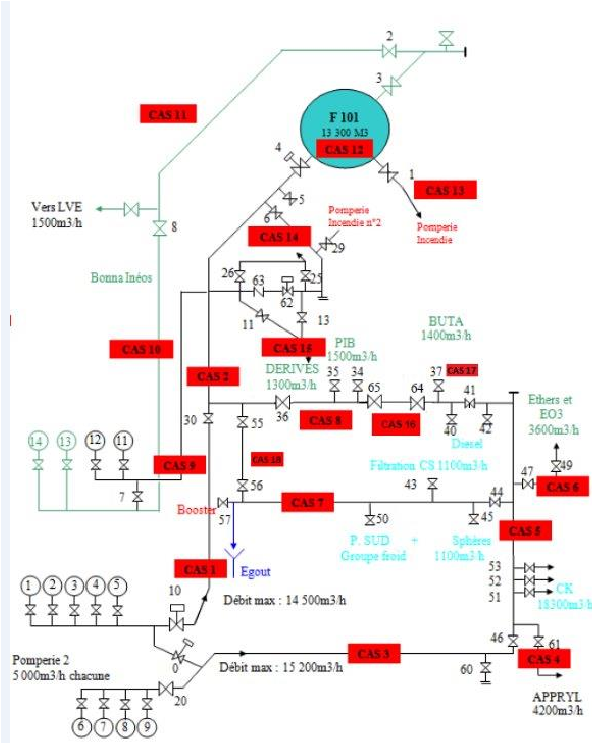 2
3
CAS 11
F 101
13 300 M3
CAS 12
4
1
CAS 13
Vers LVE
1500m3/h
8
5
6
Pomperie
Incendie n°2
Pomperie
Incendie
CAS 14
29
26
63
25
62
Bonna Inéos
11
13
CAS 15
PIB
1500m3/h
BUTA
1400m3/h
CAS 10
DERIVES
1300m3/h
35
34
37
CAS 17
CAS 2
65
64
41
Ethers et
EO3
3600m3/h
30
36
CAS 8
CAS 16
40
42
55
Diesel
14
13
12
11
CAS 9
CAS 18
Filtration CS 1100m3/h
47
49
CAS 6
7
56
43
44
Booster
57
CAS 7
50
45
CAS 5
P. SUD + Sphères
Groupe froid 1100m3/h
CAS 1
Egout
53
52
51
CK
18300m3/h
1
2
3
4
5
10
Débit max : 14 500m3/h
0
46
61
CAS 3
CAS 4
Pomperie 2
5 000m3/h chacune
Débit max : 15 200m3/h
60
20
APPRYL
4200m3/h
6
7
8
9